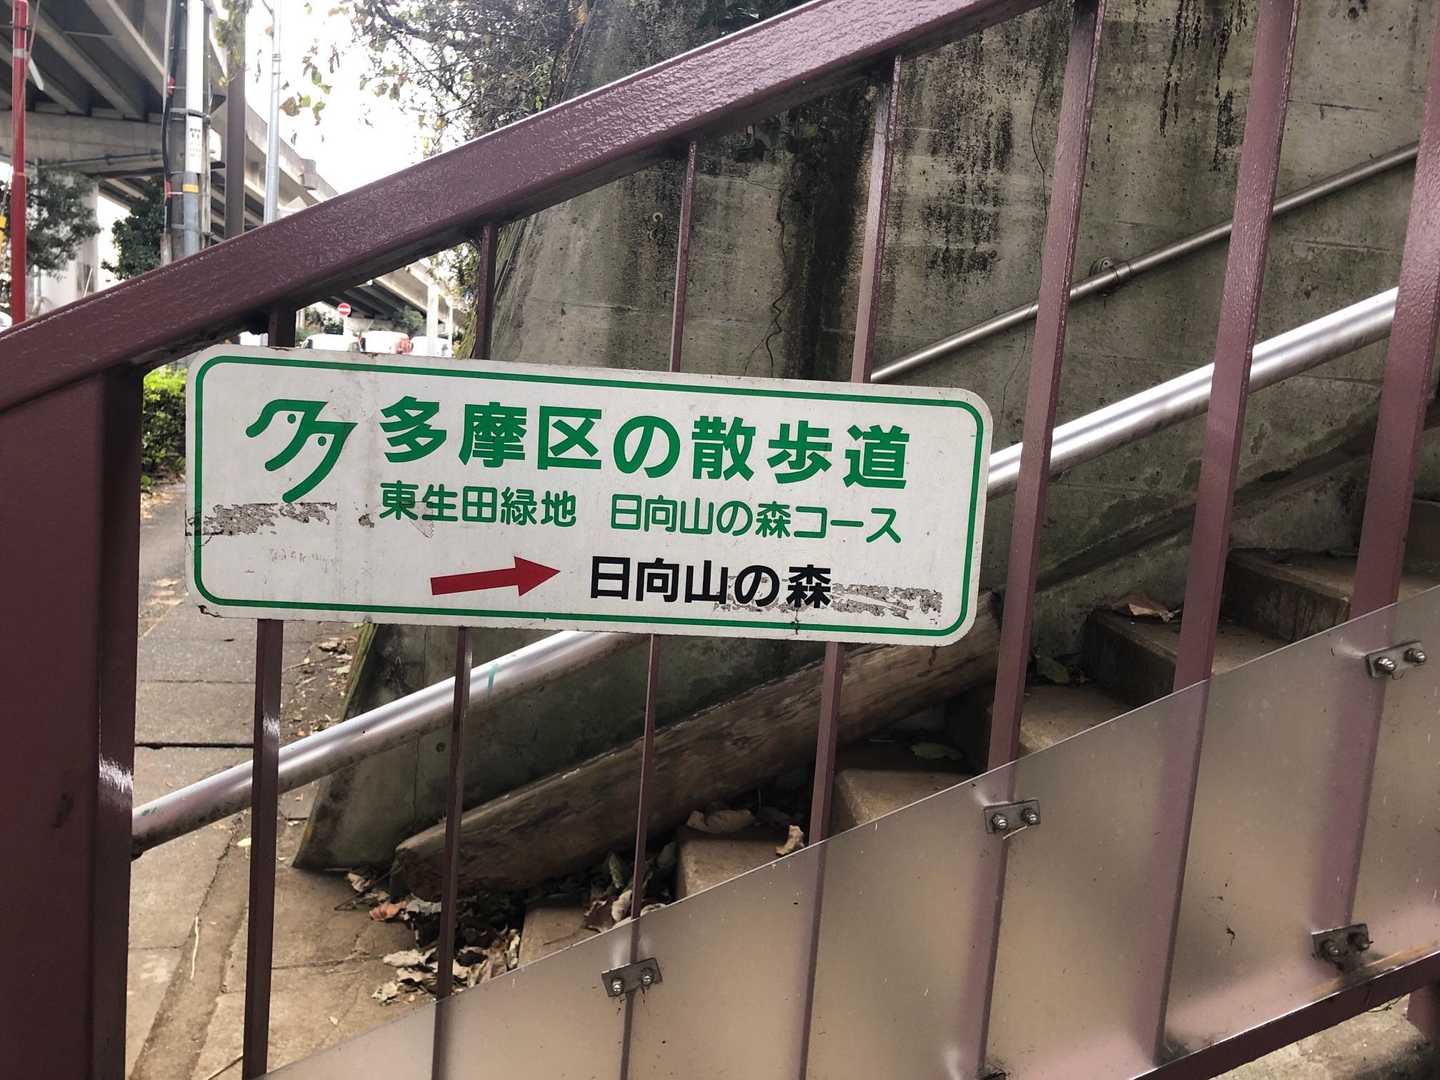 多摩区の散歩道
東生田緑地 日向山の森コース
日向山の森